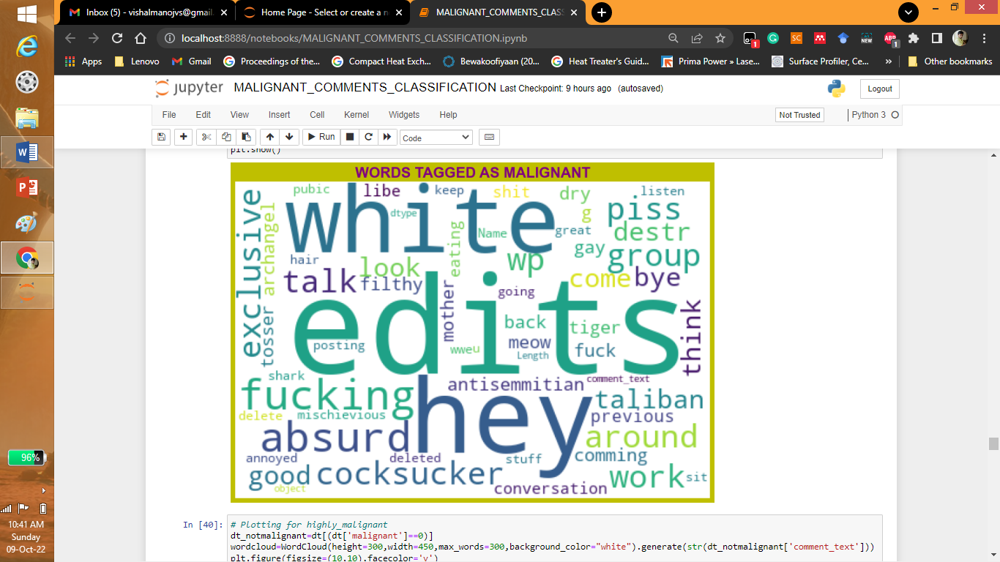 Inbox (5) - vishalmanojvs@gmail.
Home Page - Select or create a n
MALIGNANT_COMMENTS_CLASS
localhost:8888/notebooks/MALIGNANT_COMMENTS_CLASSIFICATION.ipynb
1 NEW ABP 1
Apps Lenovo Gmail Proceedings of the... Compact Heat Exch... Bewakoofiyaan (20... Heat Treater's Guid... Prima Power » Lase... Surface Profiler, Ce... » Other bookmarks
jupyter MALIGNANT_COMMENTS_CLASSIFICATION Last Checkpoint: 9 hours ago (autosaved)
Logout
File Edit View Insert Cell Kernel Widgets Help
Not Trusted Python 3
Run Code
plt.show()
WORDS TAGGED AS MALIGNANT
pubic libe keep shit dry listen
exclusive archangel white dtype g piss
eating Name great destr
hair look wp gay group
talk filthy mother going come bye
edits back tiger think
tosser posting wweu meow Length fuck
shark antisemmitian comment_text
fucking hey taliban
delete mischievious previous
absurd around
annoyed deleted stuff comming
good cocksucker work sit
object conversation
In [40]: # Plotting for highly_malignant
dt_notmalignant=dt[(dt['malignant']==0)]
wordcloud=WordCloud(height=300,width=450,max_words=300,background_color="white").generate(str(dt_notmalignant['comment_text']))
plt.figure(figsize=(10,10),facecolor='y')
96%
10:41 AM
Sunday
09-Oct-22